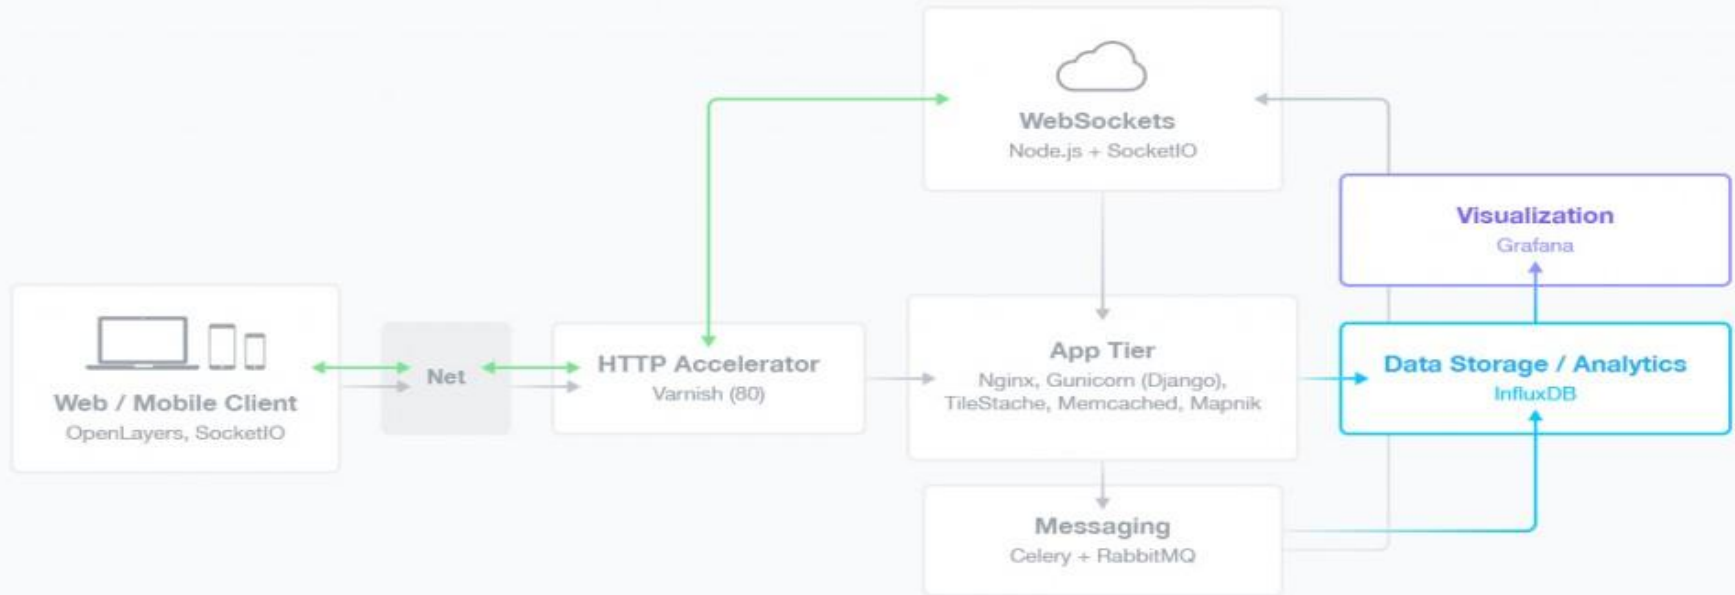 WebSockets
Node.js + SocketIO
Visualization
Grafana
Web / Mobile Client
OpenLayers, SocketIO
Net
HTTP Accelerator
Varnish (80)
App Tier
Nginx, Gunicorn (Django),
TileStache, Memcached, Mapnik
Data Storage / Analytics
InfluxDB
Messaging
Celery + RabbitMQ